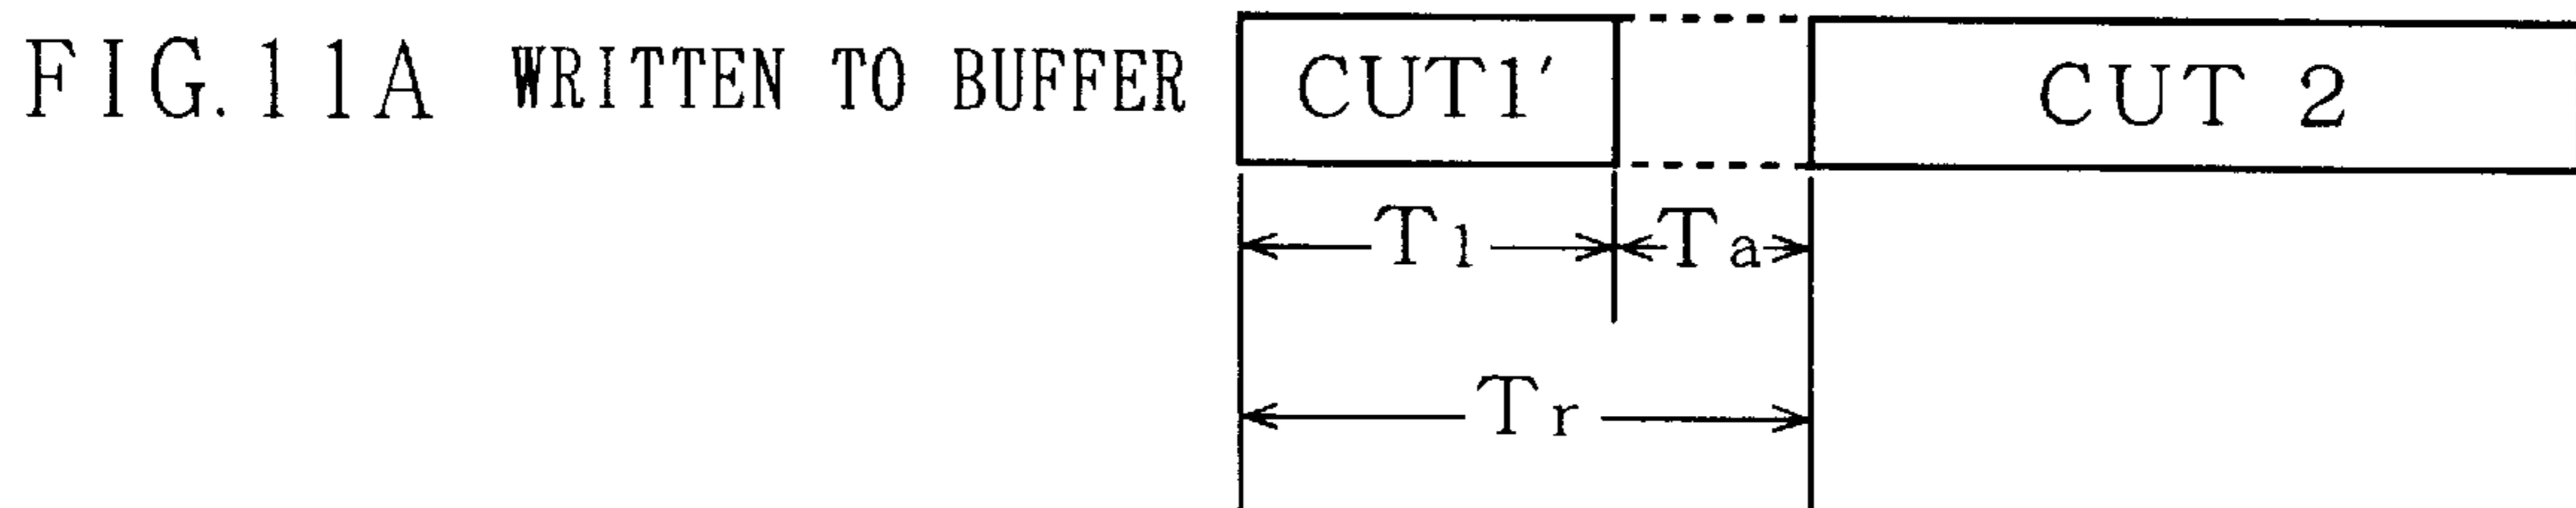 FIG.11A WRITTEN TO BUFFER CUT1′ CUT 2
T1 Ta
Tr